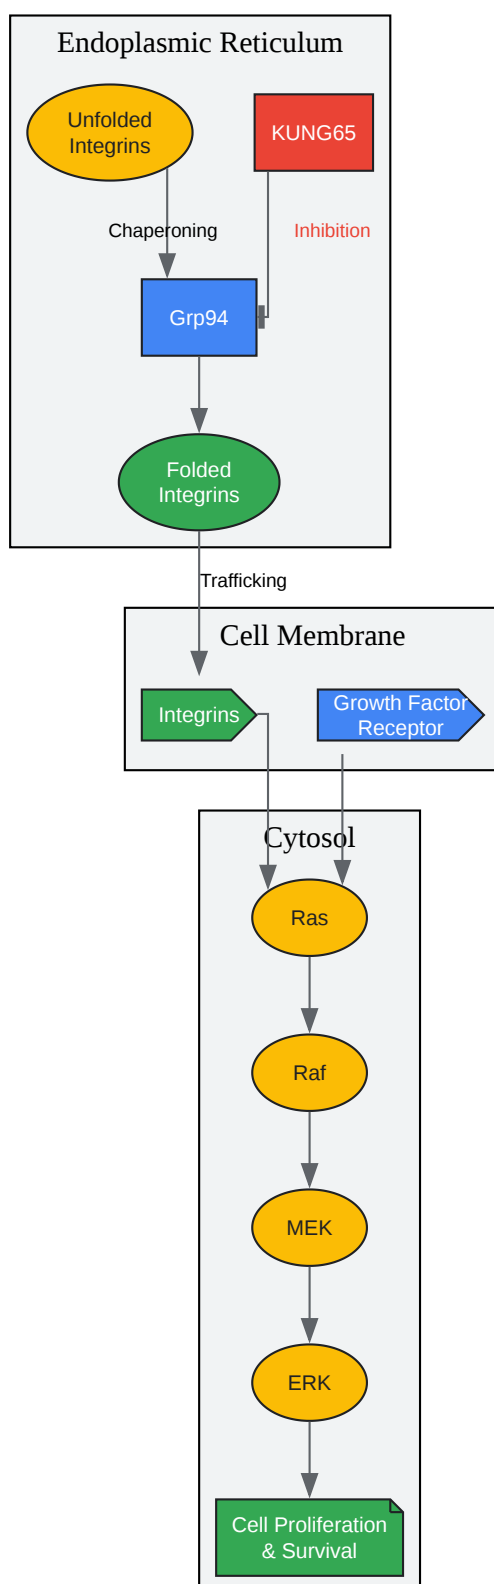 Endoplasmic Reticulum
Unfolded
Integrins
KUNG65
Chaperoning
Inhibition
Grp94
Folded
Integrins
Trafficking
Cell Membrane
Integrins
Growth Factor
Receptor
Cytosol
Ras
Raf
MEK
ERK
Cell Proliferation
& Survival